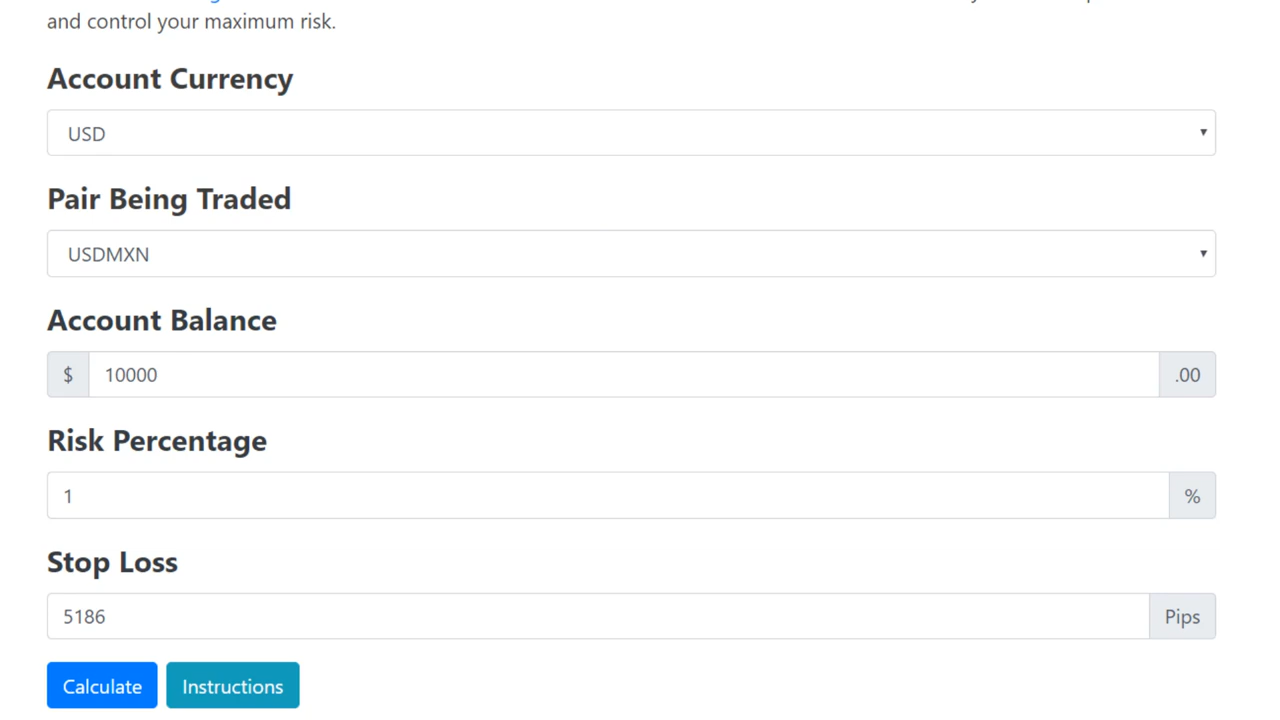 and control your maximum risk.
Account Currency
USD
Pair Being Traded
USDMXN
Account Balance
$ 10000 .00
Risk Percentage
1 %
Stop Loss
5186 Pips
Calculate Instructions